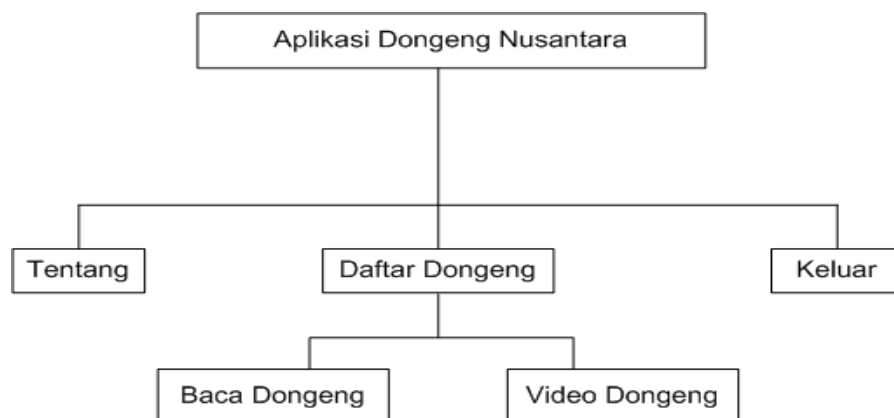 Aplikasi Dongeng Nusantara
Tentang
Daftar Dongeng
Keluar
Baca Dongeng
Video Dongeng